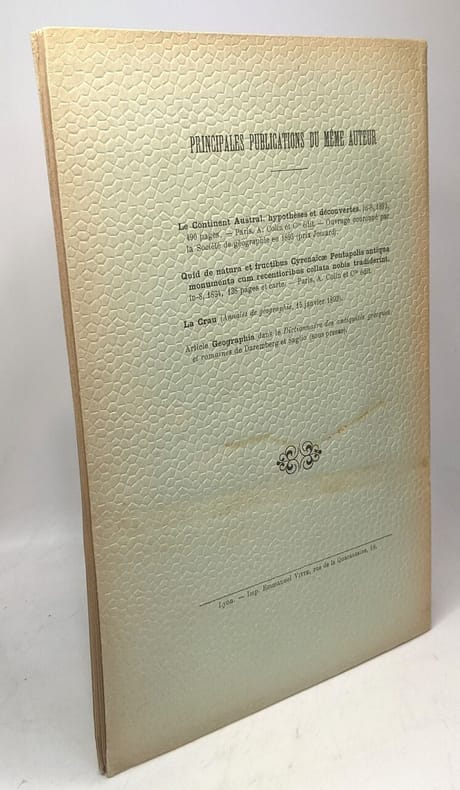 PRINCIPALES PUBLICATIONS DU MÊME AUTEUR
Le Continent Austral, hypothèses et découvertes, in-8, 1893,
490 pages. — Paris, A. Colin et Cie édit. — Ouvrage couronné par
la Société de géographie en 1899 (prix Jomard).
Quid de natura et fructibus Cyrenaicæ Pentapolis antiqua
monumenta cum recentioribus collata nobis tradiderint,
in-8, 1894, 136 pages et carte. — Paris, A. Colin et Cie édit.
La Crau (Annales de géographie, 15 janvier 1892).
Article Geographia dans le Dictionnaire des antiquités grecques
et romaines de Daremberg et Saglio (sous presse).
Lyon. — Imp. Emmanuel VITTE, rue de la Quarantaine, 18.